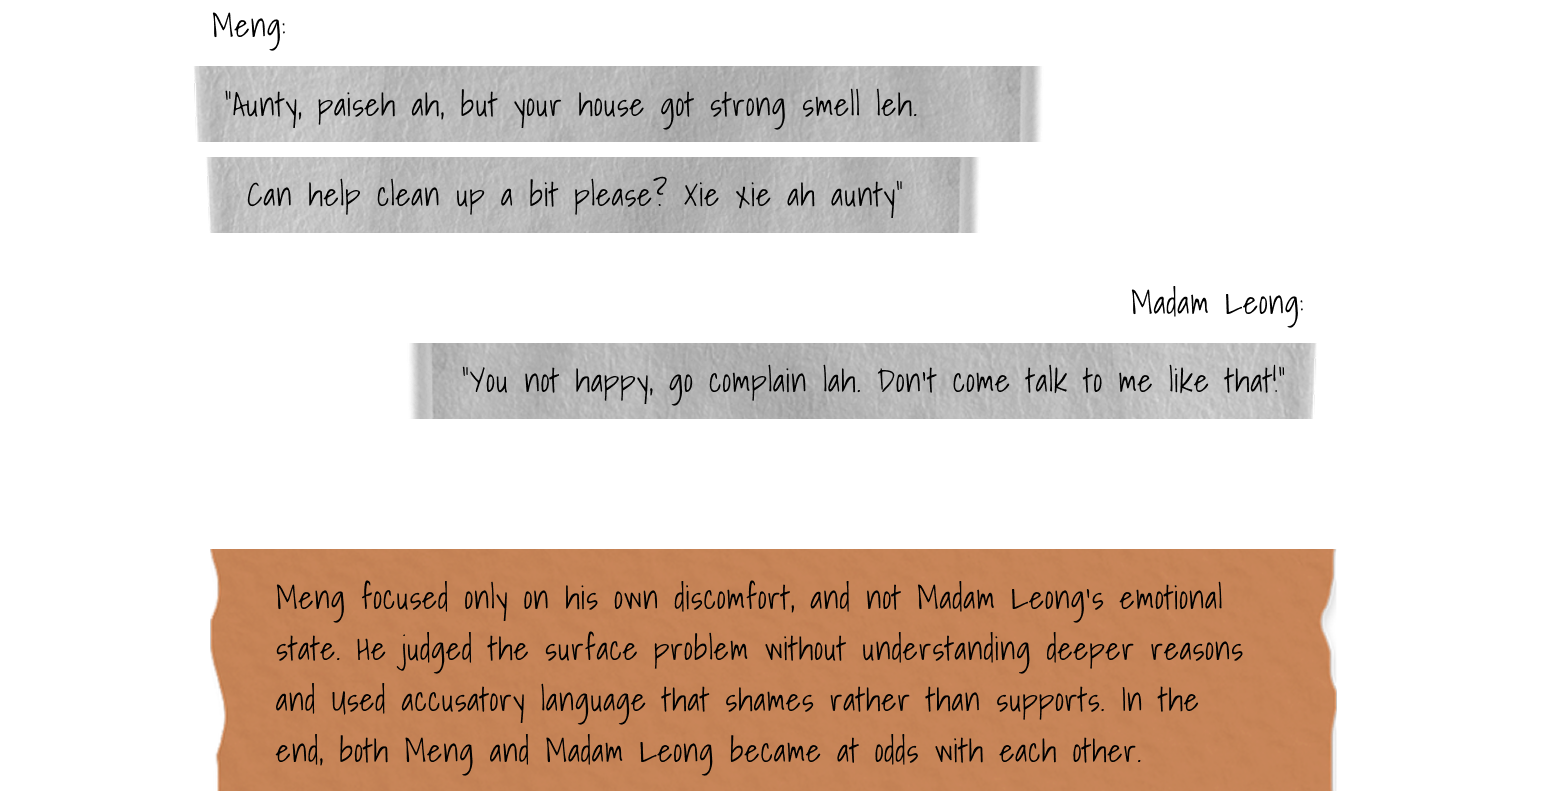 Meng:
"Aunty, paiseh ah, but your house got strong smell leh.
Can help clean up a bit please? Xie xie ah aunty"
Madam Leong:
"You not happy, go complain lah. Don't come talk to me like that!"
Meng focused only on his own discomfort, and not Madam Leong's emotional
state. He judged the surface problem without understanding deeper reasons
and used accusatory language that shames rather than supports. In the
end, both Meng and Madam Leong became at odds with each other.